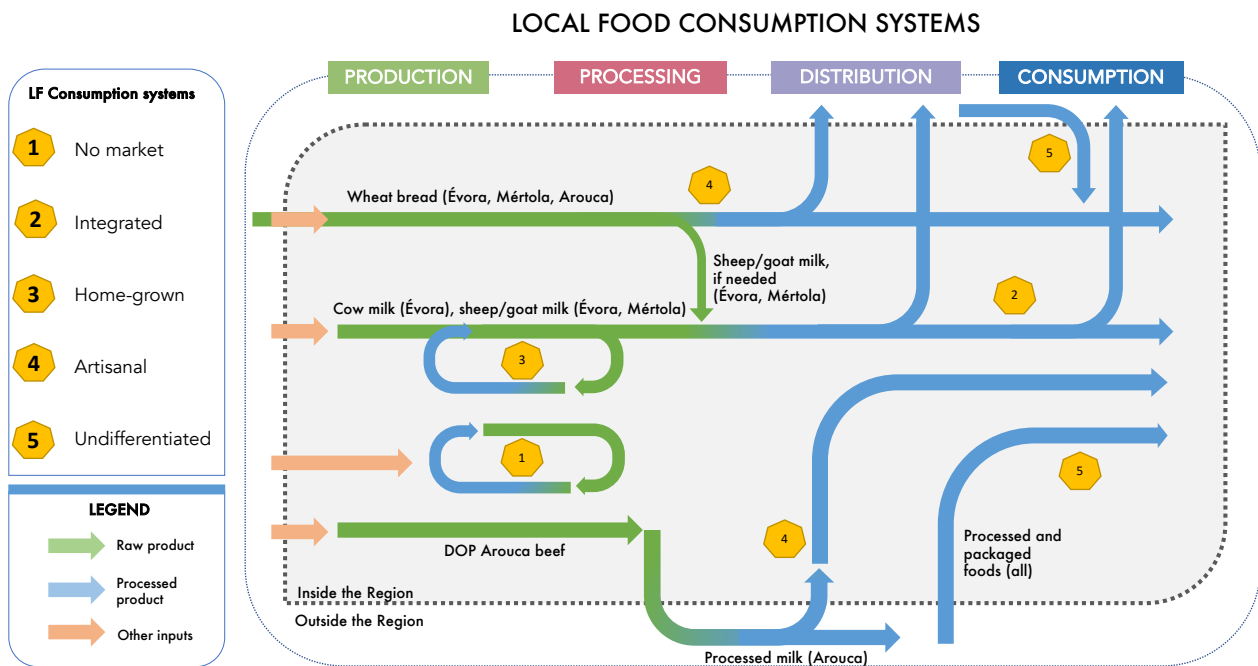 LOCAL FOOD CONSUMPTION SYSTEMS
PRODUCTION
PROCESSING
DISTRIBUTION
CONSUMPTION
LF Consumption systems
1
No market
2
Integrated
3
Home-grown
4
Artisanal
5
Undifferentiated
LEGEND
Raw product
Processed
product
Other inputs
5
4
Wheat bread (Évora, Mértola, Arouca)
Sheep/goat milk,
if needed
(Évora, Mértola)
2
Cow milk (Évora), sheep/goat milk (Évora, Mértola)
3
1
5
4
DOP Arouca beef
Processed and
packaged
foods (all)
Inside the Region
Outside the Region
Processed milk (Arouca)